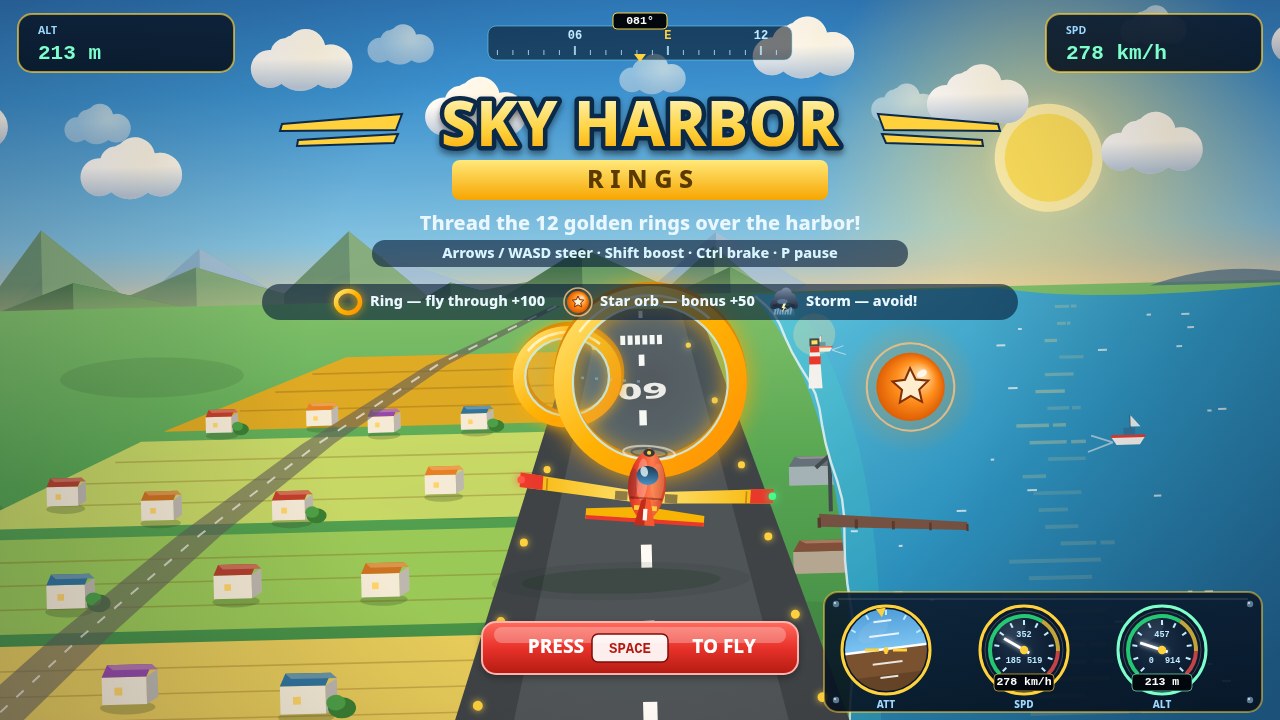 ALT
213 m
081°
06 E 12
SPD
278 km/h
SKY HARBOR
RINGS
Thread the 12 golden rings over the harbor!
Arrows / WASD steer · Shift boost · Ctrl brake · P pause
Ring — fly through +100
Star orb — bonus +50
Storm — avoid!
09
PRESS SPACE TO FLY
352
185 519
278 km/h
457
0 914
213 m
ATT
SPD
ALT